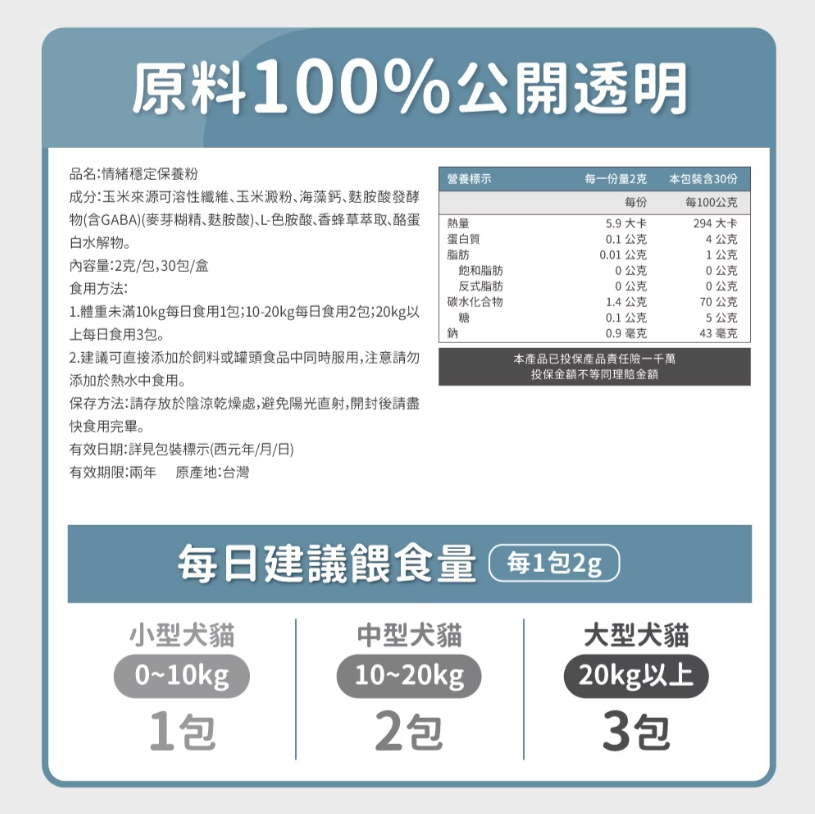 原料100%公開透明
品名:情緒穩定保養粉
成分:玉米來源可溶性纖維、玉米澱粉、海藻鈣、麩胺酸發酵
物(含GABA)(麥芽糊精、麩胺酸)、L-色胺酸、香蜂草萃取、酪蛋
白水解物。
內容量:2克/包,30包/盒
食用方法:
1.體重未滿10kg每日食用1包;10-20kg每日食用2包;20kg以
上每日食用3包。
2.建議可直接添加於飼料或罐頭食品中同時服用,注意請勿
添加於熱水中食用。
保存方法:請存放於陰涼乾燥處,避免陽光直射,開封後請盡
快食用完畢。
有效日期:詳見包裝標示(西元年/月/日)
有效期限:兩年 原產地:台灣
營養標示 每一份量2克 本包裝含30份
每份 每100公克
熱量 5.9 大卡 294 大卡
蛋白質 0.1 公克 4 公克
脂肪 0.01 公克 1 公克
飽和脂肪 0 公克 0 公克
反式脂肪 0 公克 0 公克
碳水化合物 1.4 公克 70 公克
糖 0.1 公克 5 公克
鈉 0.9 毫克 43 毫克
本產品已投保產品責任險一千萬
投保金額不等同理賠金額
每日建議餵食量 每1包2g
小型犬貓 中型犬貓 大型犬貓
0~10kg 10~20kg 20kg以上
1包 2包 3包